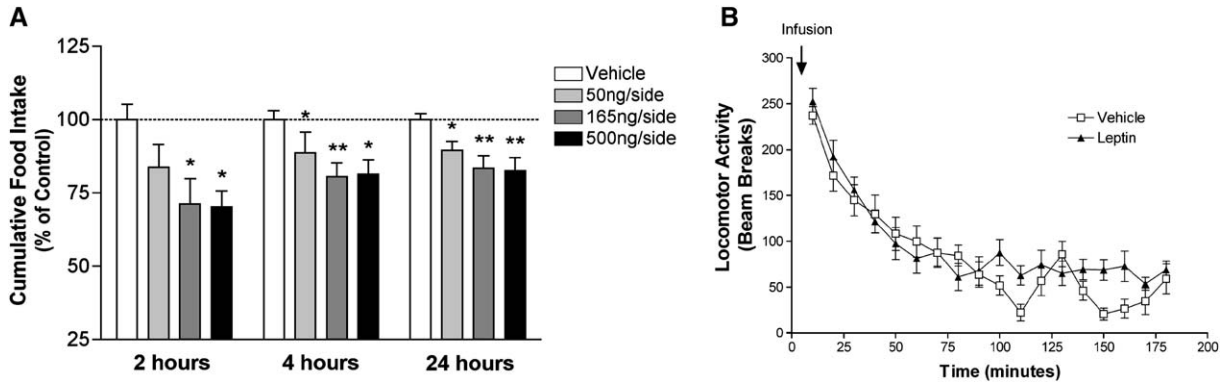 A
Cumulative Food Intake
(% of Control)
125
100
75
50
25
*
*
*
**
*
*
**
**
2 hours
4 hours
24 hours
Vehicle
50ng/side
165ng/side
500ng/side
B
Infusion
Locomotor Activity
(Beam Breaks)
300
250
200
150
100
50
0
Vehicle
Leptin
0
25
50
75
100
125
150
175
200
Time (minutes)